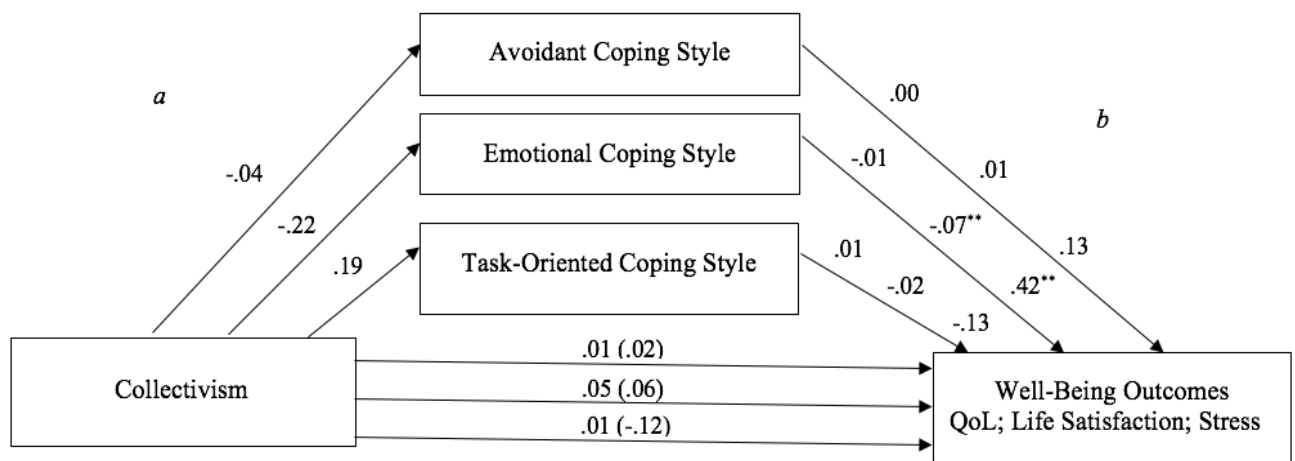 Avoidant Coping Style
a
.00
b
Emotional Coping Style
-.01
-.04
.01
-.07**
-.22
.13
.01
Task-Oriented Coping Style
.19
-.02
.42**
-.13
.01 (.02)
Collectivism
.05 (.06)
Well-Being Outcomes
QoL; Life Satisfaction; Stress
.01 (-.12)